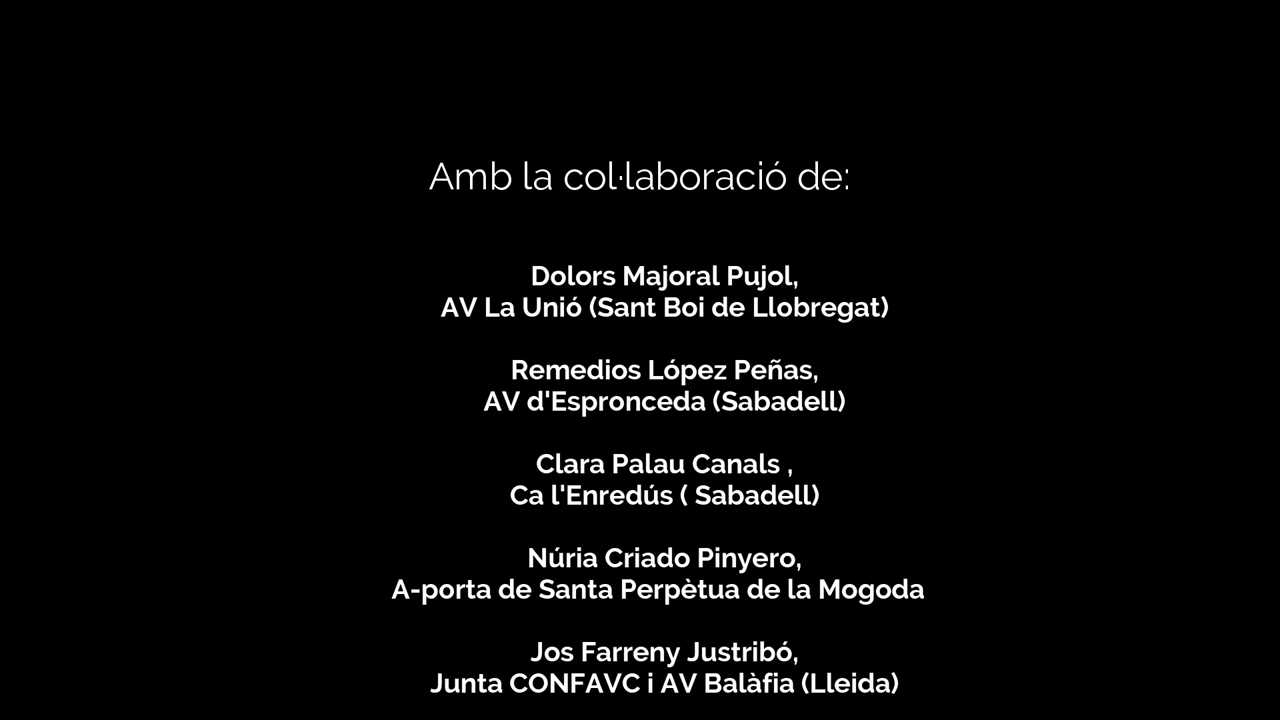 Amb la col·laboració de:
Dolors Majoral Pujol,
AV La Unió (Sant Boi de Llobregat)
Remedios López Peñas,
AV d'Espronceda (Sabadell)
Clara Palau Canals ,
Ca l'Enredús ( Sabadell)
Núria Criado Pinyero,
A-porta de Santa Perpètua de la Mogoda
Jos Farreny Justribó,
Junta CONFAVC i AV Balàfia (Lleida)